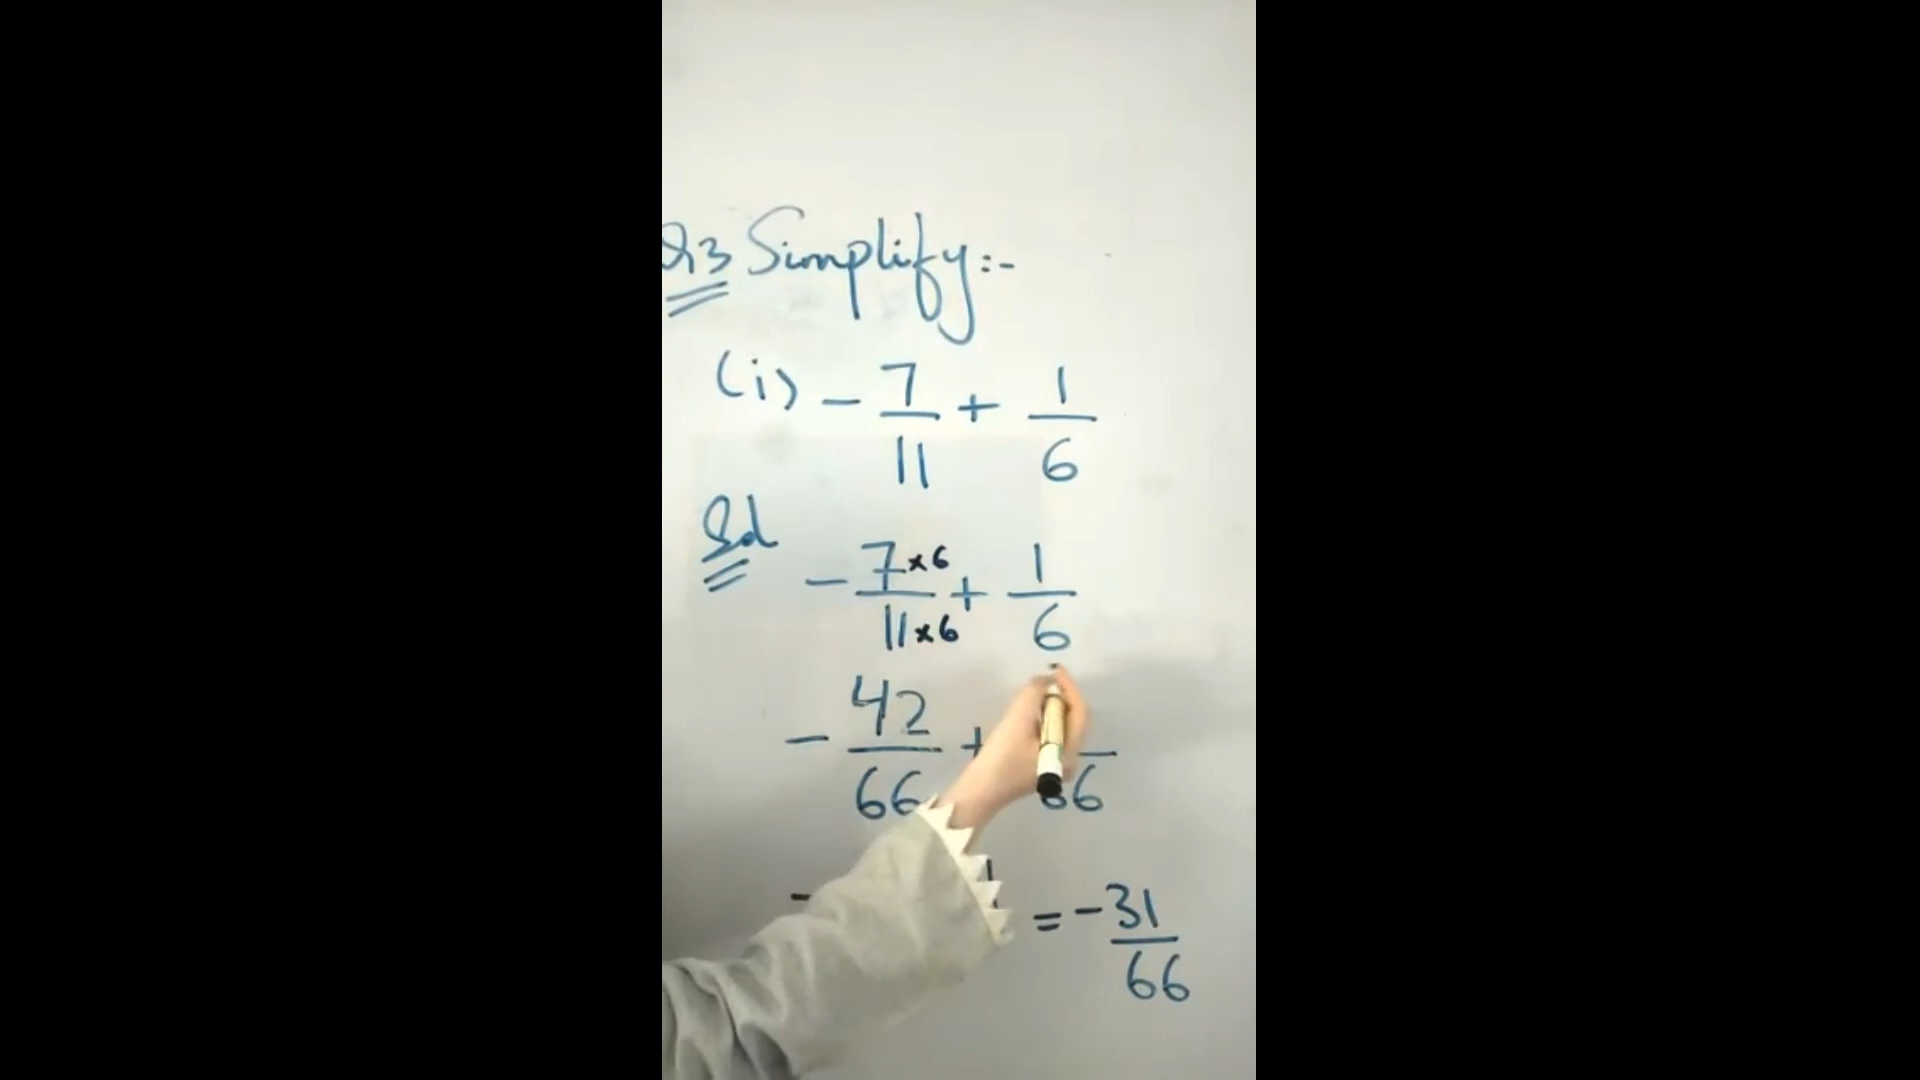 Q3 Simplify:-
(i) - 7/11 + 1/6
Sol
- 7×6/11×6 + 1/6
- 42/66 + /66
- = -31/66